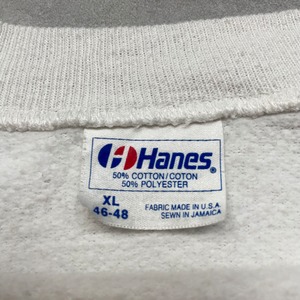 Hanes®
50% COTTON/COTON
50% POLYESTER
XL
46-48
FABRIC MADE IN U.S.A.
SEWN IN JAMAICA